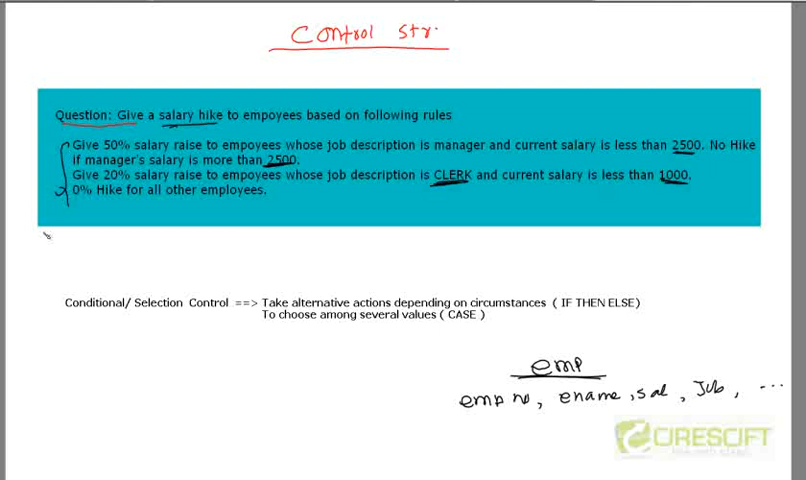 Control str.
Question: Give a salary hike to empoyees based on following rules
Give 50% salary raise to empoyees whose job description is manager and current salary is less than 2500. No Hike
if manager's salary is more than 2500.
Give 20% salary raise to empoyees whose job description is CLERK and current salary is less than 1000.
0% Hike for all other employees.
Conditional/ Selection Control ==> Take alternative actions depending on circumstances ( IF THEN ELSE)
To choose among several values ( CASE )
emp
emp no, ename, sal, Job, ...
CIRESCIFT